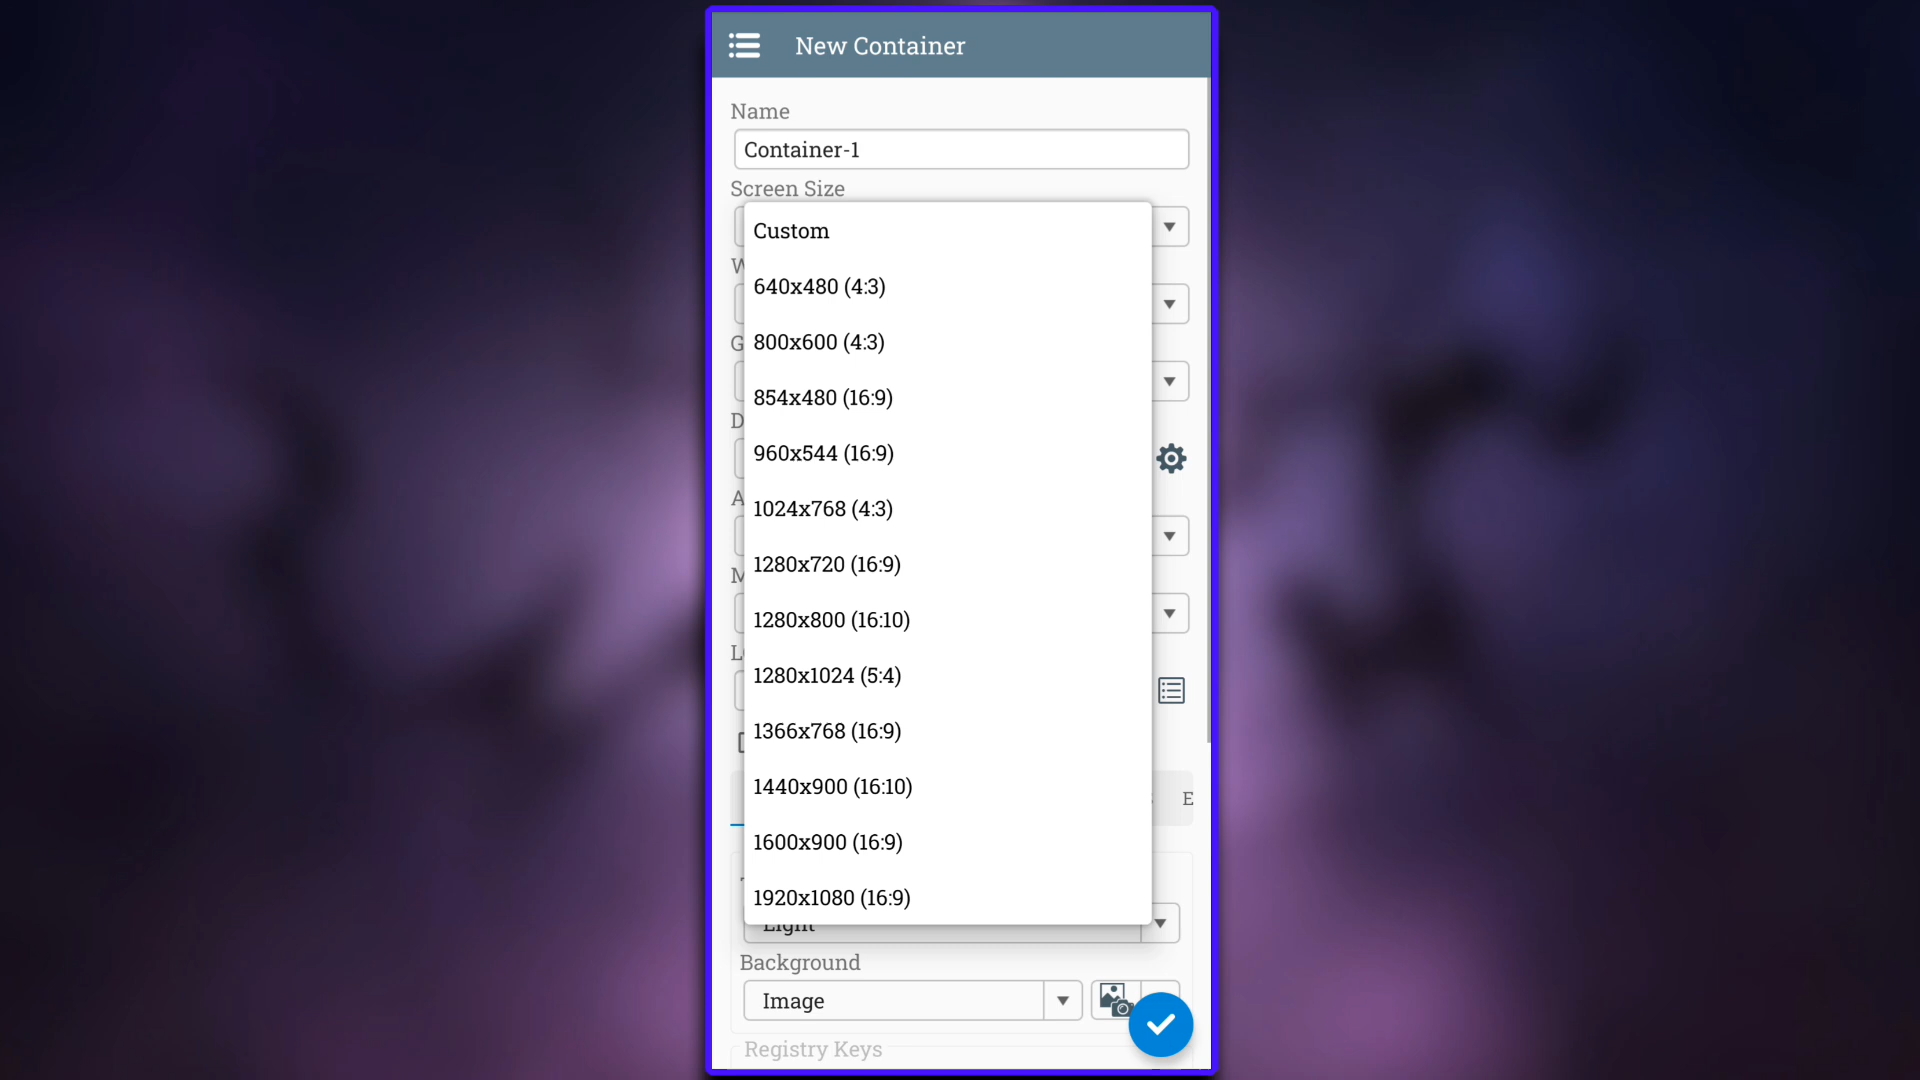 New Container
Name
Container-1
Screen Size
Custom
640x480 (4:3)
800x600 (4:3)
854x480 (16:9)
960x544 (16:9)
1024x768 (4:3)
1280x720 (16:9)
1280x800 (16:10)
1280x1024 (5:4)
1366x768 (16:9)
1440x900 (16:10)
E
1600x900 (16:9)
1920x1080 (16:9)
Light
Background
Image
Registry Keys